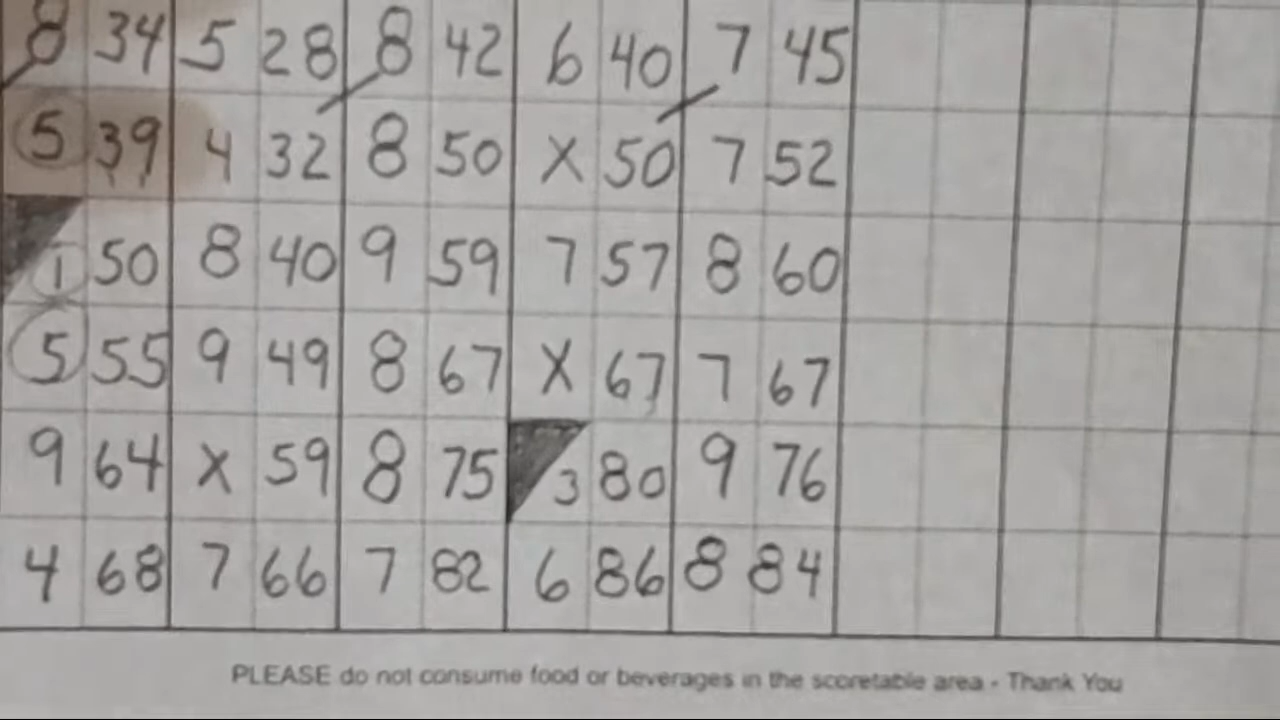 8 34 5 28 8 42 6 40 7 45
5 39 4 32 8 50 X 50 7 52
1 50 8 40 9 59 7 57 8 60
5 55 9 49 8 67 X 67 7 67
9 64 X 59 8 75 3 80 9 76
4 68 7 66 7 82 6 86 8 84
PLEASE do not consume food or beverages in the scoretable area - Thank You